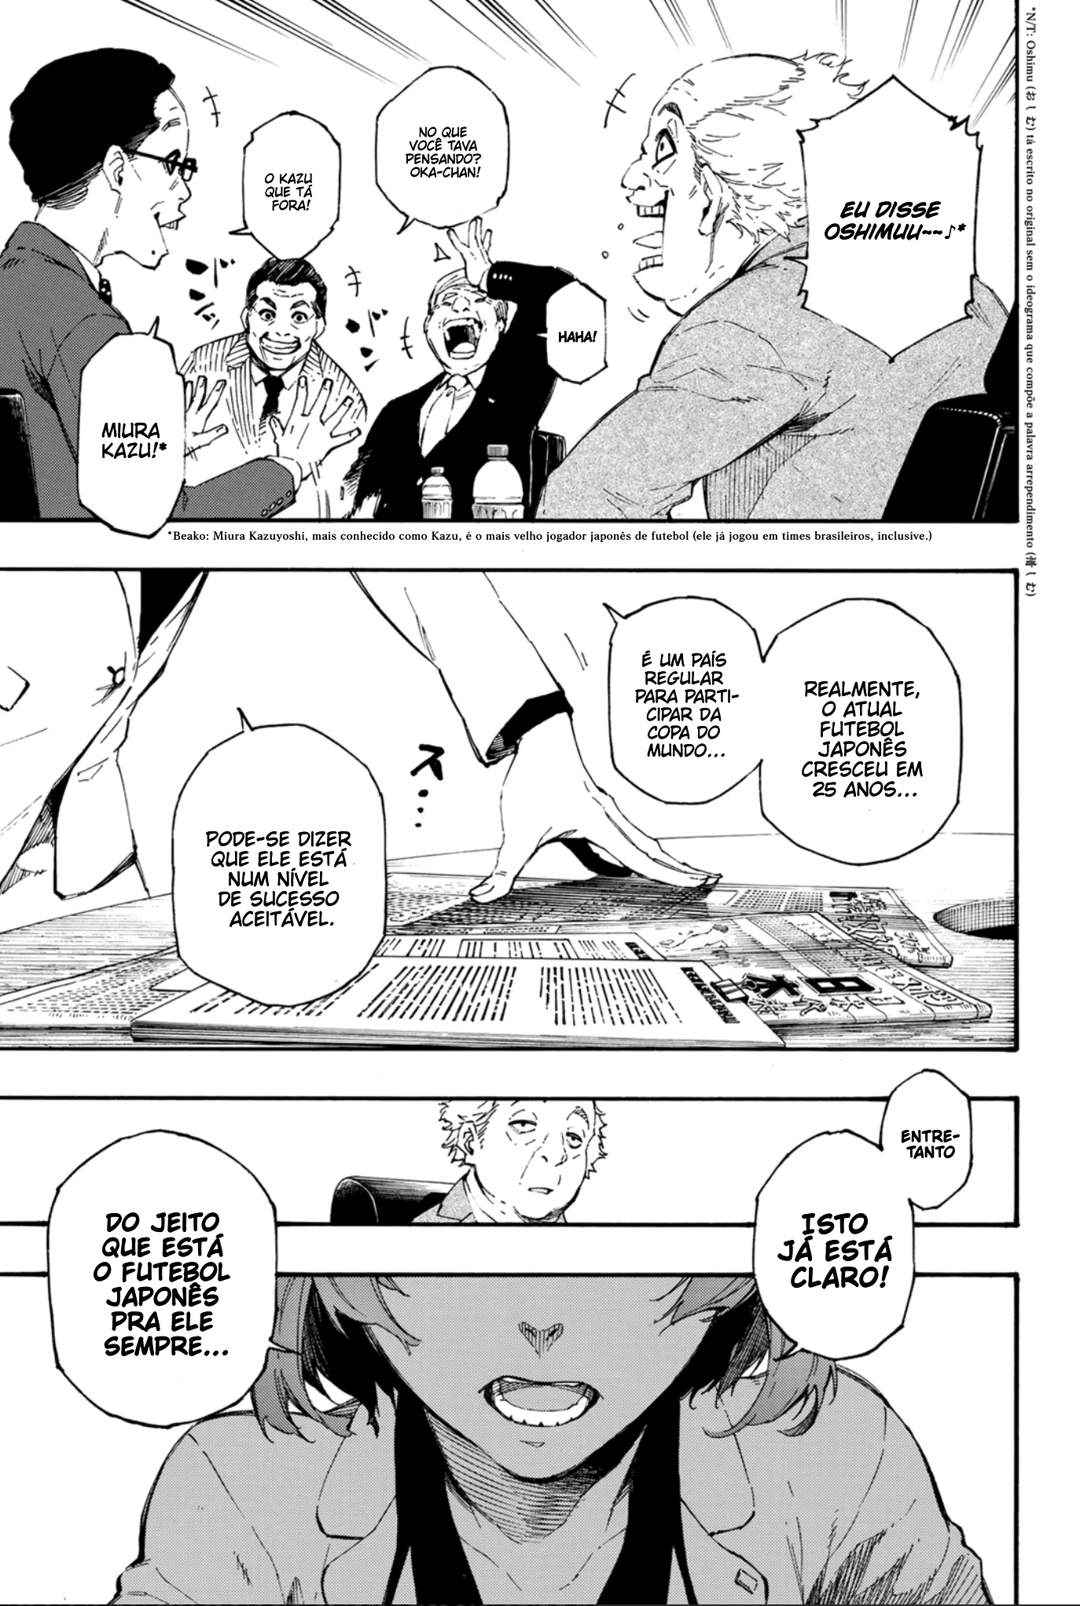 *N/T: Oshimu (おしむ) tá escrito no original sem o ideograma que compõe a palavra arrependimento (惜しむ)
EU DISSE
OSHIMUU~~♪*
NO QUE
VOCÊ TAVA
PENSANDO?
OKA-CHAN!
O KAZU
QUE TÁ
FORA!
HAHA!
MIURA
KAZU!*
*Beako: Miura Kazuyoshi, mais conhecido como Kazu, é o mais velho jogador japonês de futebol (ele já jogou em times brasileiros, inclusive.)
REALMENTE,
O ATUAL
FUTEBOL
JAPONÊS
CRESCEU EM
25 ANOS...
É UM PAÍS
REGULAR
PARA PARTI-
CIPAR DA
COPA DO
MUNDO...
ス...
PODE-SE DIZER
QUE ELE ESTÁ
NUM NÍVEL
DE SUCESSO
ACEITÁVEL.
日本
ENTRE-
TANTO
ISTO
JÁ ESTÁ
CLARO!
DO JEITO
QUE ESTÁ
O FUTEBOL
JAPONÊS
PRA ELE
SEMPRE...